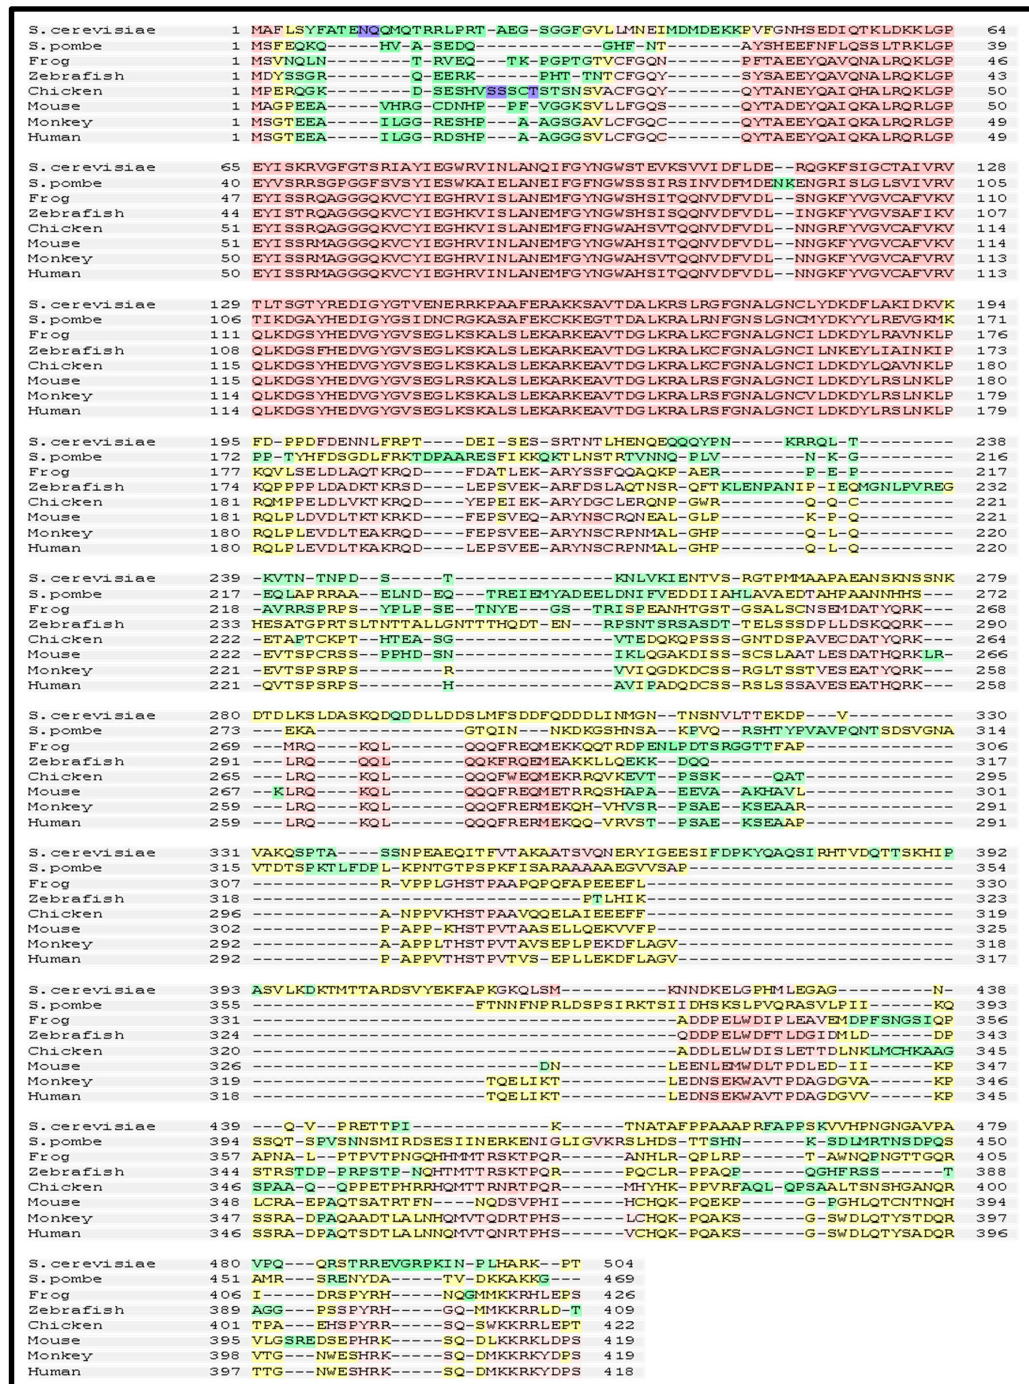 S.cerevisiae 1 MAFLSYFATENQQMQTRRLPRT-AEG-SGGFGVLLMNEIMDMDEKKPVFGNHSEDIQTKLDKKLGP 64
S.pombe 1 MSFEQKQ------HV-A-SEDQ------------GHF-NT-----AYSHEEFNFLQSSLTRKLGP 39
Frog 1 MSVNQLN--------T-RVEQ---TK-PGPTGTVCFGQN------PFTAEEYQAVQNALRQKLGP 46
Zebrafish 1 MDYSSGR--------Q-EERK-----PHT-TNTCFGQY-------SYSAEEYQAVQNALRQKLGP 43
Chicken 1 MPERQGK--------D-SESHVSSSCTSTSNSVACFGQY------QYTANEYQAIQHALRQRLGP 50
Mouse 1 MAGPEEA-----VHRG-CDNHP--PF-VGGKSVLLFGQS------QYTADEYQAIQKALRQRLGP 50
Monkey 1 MSGTEEA-----ILGG-RESHP---A-AGSGAVLCFGQC------QYTAEEYQAIQKALRQRLGP 49
Human 1 MSGTEEA-----ILGG-RDSHP---A-AGSGSVLCFGQC------QYTAEEYQAIQKALRQRLGP 49
S.cerevisiae 65 EYISKRVGFGTSRIAYIEGWRVINLANQIFGYNGWSTEVKSVVIDFLDE--RQGKFSIGCTAIVRV 128
S.pombe 40 EYVSRRSGPGGFSVSYIESWKAIELANEIFGFNGWSSSIRSINVDFMDENKENGRISLGLSVIVRV 105
Frog 47 EYISSRQAGGGQKVCYIEGHKVISLANEMFGYNGWSHSITQQNVDFVDL--SNGKFYVGVCAFVKV 110
Zebrafish 44 EYISTRQAGGGQKVCYIEGHKVISLANEMFGFNGWSHSISQQNVDFVDL--INGKFYVGVSAFIKV 107
Chicken 51 EYISSRQAGGGQKVCYIEGHKVISLANEMFGFNGWAHSVTQQNVDFVDL--NNGRFYVGVCAFVKV 114
Mouse 51 EYISSRMAGGGQKVCYIEGHRVINLANEMFGYNGWAHSITQQNVDFVDL--NNGKFYVGVCAFVKV 114
Monkey 50 EYISSRMAGGGQKVCYIEGHRVINLANEMFGYNGWAHSVTQQNVDFVDL--NNGKFYVGVCAFVRV 113
Human 50 EYISSRMAGGGQKVCYIEGHRVINLANEMFGYNGWAHSITQQNVDFVDL--NNGKFYVGVCAFVRV 113
S.cerevisiae 129 TLTSGTYREDIGYGTVENERRKPAAFERAKKSAVTDALKRSLRGFGNALGNCLYDKDFLAKIDKVK 194
S.pombe 106 TIKDGAYHEDIGYGSIDNCRGKASAFEKCKKEGTTDALKRALRNFGNSLGNCMYDKYYLREVGKMK 171
Frog 111 QLKDGSYHEDVGYGVSEGLKSKALSLEKARKEAVTDGLKRALKCFGNALGNCILDKDYLRAVNKLP 176
Zebrafish 108 QLKDGSFHEDVGYGVSEGLKSKALSLEKARKEAVTDGLKRALKCFGNALGNCILNKEYLIAINKIP 173
Chicken 115 QLKDGSYHEDVGYGVSEGLKSKALSLEKARKEAVTDGLKRALKCFGNALGNCILDKDYLQAVNKLP 180
Mouse 115 QLKDGSYHEDVGYGVSEGLRSKALSLEKARKEAVTDGLKRALRSFGNALGNCILDKDYLRSLNKLP 180
Monkey 114 QLKDGSYHEDVGYGVSEGLKSKALSLEKARKEAVTDGLKRALRSFGNALGNCVLDKDYLRSLNKLP 179
Human 114 QLKDGSYHEDVGYGVSEGLKSKALSLEKARKEAVTDGLKRALRSFGNALGNCILDKDYLRSLNKLP 179
S.cerevisiae 195 FD-PPDFDENNLFRPT----DEI-SES-SRTNTLHENQEQQQYPN-----KRRQL-T--------- 238
S.pombe 172 PP-TYHFDSGDLFRKTDPAARESFIKKQKTLNSTRTVNNQ-PLV------N-K-G----------- 216
Frog 177 KQVLSELDLAQTKRQD----FDATLEK-ARYSSFQQAQKP-AER------P-E-P----------- 217
Zebrafish 174 KQPPPPLDADKTKRSD----LEPSVEK-ARFDSLAQTNSR-QFTKLENPANIP-IEQMGNLPVREG 232
Chicken 181 RQMPPELDLVKTKRQD----YEPEIEK-ARYDGCLERQNP-GWR------Q-Q-C----------- 221
Mouse 181 RQLPLDVDLTKTKRKD----FEPSVEQ-ARYNSCRQNEAL-GLP------K-P-Q----------- 221
Monkey 180 RQLPLEVDLTEAKRQD----LEPSVEE-ARYNSCRPNMAL-GHP------Q-L-Q----------- 220
Human 180 RQLPLEVDLTKAKRQD----LEPSVEE-ARYNSCRPNMAL-GHP------Q-L-Q----------- 220
S.cerevisiae 239 -KVTN-TNPD--S-----T---------------KNLVKIENTVS-RGTPMMAAPAEANSKNSSNK 279
S.pombe 217 -EQLAPRRAA--ELND-EQ--TREIEMYADEELDNIFVEDDIIAHLAVAEDTAHPAANNHQS---- 272
Frog 218 -AVRRSPRPS--YPLP-SE--TNYE---GS--TRISPEANHTGST-GSALSCNSEMDATYQRK--- 268
Zebrafish 233 HESATGPRTSLTNTTALLGNTTTHQDT-EN---RPSNTSRSASDT-TELSSSDPLLDSKQQRK--- 290
Chicken 222 -ETAPTCKPT--HTEA-SG---------------VTEDQKQPSSS-GNTDSPAVECDATYQRK--- 264
Mouse 222 -EVTSPCRSS--PPHD-SN---------------IKLQGAKDISS-SCSLAATLESDATHQRKLR- 266
Monkey 221 -EVTSPSRPS--------R---------------VVIQGDKDCSS-RGLTSSTVESEATYQRK--- 258
Human 221 -QVTSPSRPS--------H---------------AVIPADQDCSS-RSLSSSAVESEATHQRK--- 258
S.cerevisiae 280 DTDLKSLDASKQDQDDLLDDSLMFSDDFQDDDLINMGN--TNSNVLTTEKDP--V----------- 330
S.pombe 273 ---EKA-------------GTQIN--NKDKGSHNSA--KPVQ--RSHTYPVAVPQNTSDSVGNA 314
Frog 269 ---MRQ-----KQL-----QQQFREQMEKKQQTRDPENLPDTSRGGTTFAP-------------- 306
Zebrafish 291 ---LRQ-----QQL-----QQKFRQEMEAKKLLQEKK--DQQ----------------------- 317
Chicken 265 ---LRQ-----KQL-----QQQFWEQMEKRRQVKEVT--PSSK-----QAT-------------- 295
Mouse 267 --KLRQ-----KQL-----QQQFREQMETRRQSHAPA--EEVA--AKHAVL-------------- 301
Monkey 259 ---LRQ-----KQL-----QQQFRERMEKQH-VHVSR--PSAE--KSEAAR-------------- 291
Human 259 ---LRQ-----KQL-----QQQFRERMEKQQ-VRVST--PSAE--KSEAAP-------------- 291
S.cerevisiae 331 VAKQSPTA----SSNPEAEQITFVTAKAATSVQNERYIGEESIFDPKYQAQSIRHTVDQTTSKHIP 392
S.pombe 315 VTDTSPKTLFDPL-KPNTGTPSPKFISARAAAAAEGVVSAP------------------------- 354
Frog 307 ------------R-VPPLGHSTPAAPQPQFAPEEEFL----------------------------- 330
Zebrafish 318 -------------------------------PTLHIK----------------------------- 323
Chicken 296 ------------A-NPPVKHSTPAAVQQELAIEEEFF----------------------------- 319
Mouse 302 ------------P-APP-KHSTPVTAASELLQEKVVFP---------------------------- 325
Monkey 292 ------------A-APPLTHSTPVTAVSEPLPEKDFLAGV-------------------------- 318
Human 292 ------------P-APPVTHSTPVTVS-EPLLEKDFLAGV-------------------------- 317
S.cerevisiae 393 ASVLKDKTMTTARDSVYEKFAPKGKQLSM------KNNDKELGPHMLEGAG---------N- 438
S.pombe 355 ---------------------FTNNFNPRLDSPSIRKTSIIDHSKSLPVQRASVLPII---KQ 393
Frog 331 ----------------------------------------ADDPELWDIPLEAVEMDPFSNGSIQP 356
Zebrafish 324 ----------------------------------------QDDPELWDFTLDGIDMLD------DP 343
Chicken 320 ----------------------------------------ADDLELWDISLETTDLNKLMCHKAAG 345
Mouse 326 ---------------------------DN-----------LEENLEMWDLTPDLED-II-----KP 347
Monkey 319 ----------------------TQELIKT----------LEDNSEKWAVTPDAGDGVA-----KP 346
Human 318 ----------------------TQELIKT----------LEDNSEKWAVTPDAGDGVV-----KP 345
S.cerevisiae 439 ---Q-V--PRETTPI--------------K-------TNATAFPPAAAPRFAPPSKVVHPNGNGAVPA 479
S.pombe 394 SSQT-SPVSNNSMIRDSESIINERKENIGLIGVKRSLHDS-TTSHN----K-SDLMRTNSDPQS 450
Frog 357 APNA-L--PTPVTPNGQHHMMTTRSKTPQR------ANHLR-QPLRP----T-AWNQPNGTTGQR 405
Zebrafish 344 STRSTDP-PRPSTP-NQHTMTTRSKTPQR------PQCLR-PPAQP----QQGHFRSS---T 388
Chicken 346 SPAA-Q--QPPETPHRRHQMTTRNRTPQR------MHYHK-PPVRFAQLQPSAALTSNSHGANQR 400
Mouse 348 LCRA-EPAQTSATRTFN---NQDSVPHI------HCHQK-PQEKP-----G-PGHLQTCNTNQH 394
Monkey 347 SSRA-DPAQAADTLALNHQMVTQDRTPHS------LCHQK-PQAKS-----G-SWDLQTYSTDQR 397
Human 346 SSRA-DPAQTSDTLALNNQMVTQNRTPHS------VCHQK-PQAKS-----G-SWDLQTYSADQR 396
S.cerevisiae 480 VPQ---QRSTRREVGRPKIN-PLHARK--PT 504
S.pombe 451 AMR---SRENYDA----TV-DKKAKKG--- 469
Frog 406 I-----DRSPYRH----NQGMMKKRHLEPS 426
Zebrafish 389 AGG---PSSPYRH----GQ-MMKKRRLD-T 409
Chicken 401 TPA---EHSPYRR----SQ-SWKKRRLEPT 422
Mouse 395 VLGSREDSEPHRK----SQ-DLKKRKLDPS 419
Monkey 398 VTG---NWESHRK----SQ-DMKKRKYDPS 419
Human 397 TTG---NWESHRK----SQ-DMKKRKYDPS 418